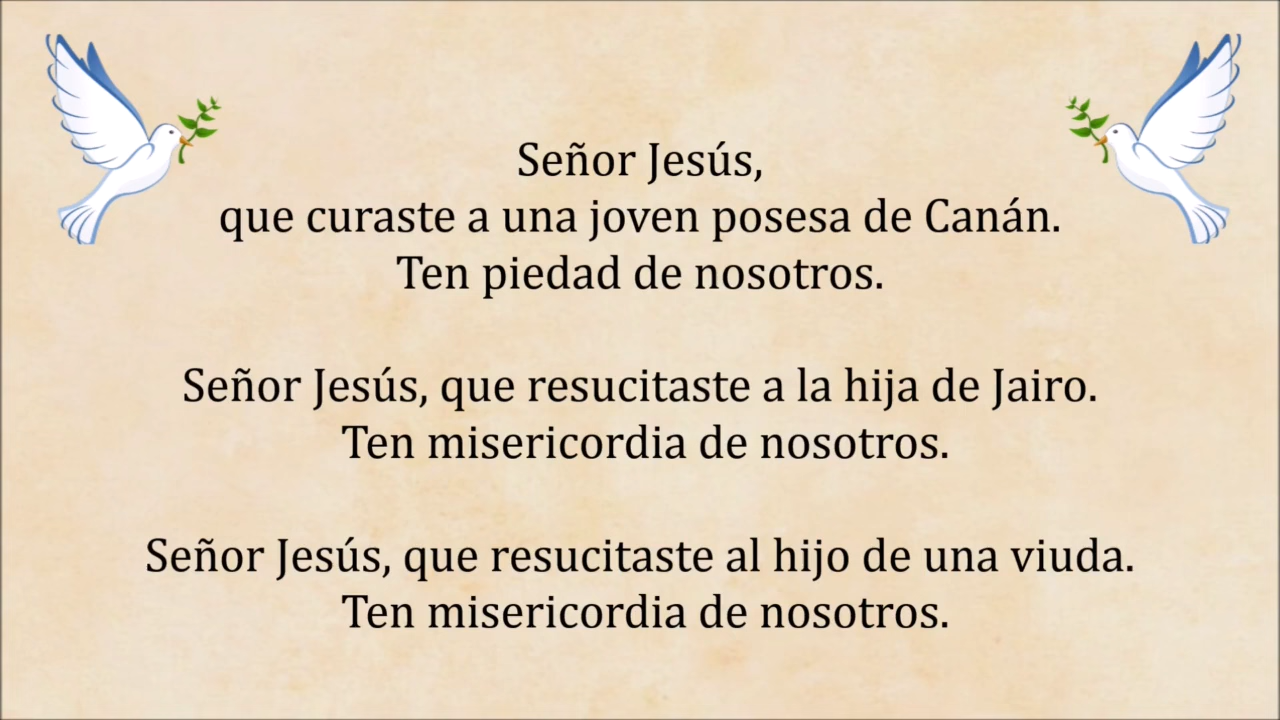 Señor Jesús,
que curaste a una joven posesa de Canán.
Ten piedad de nosotros.
Señor Jesús, que resucitaste a la hija de Jairo.
Ten misericordia de nosotros.
Señor Jesús, que resucitaste al hijo de una viuda.
Ten misericordia de nosotros.